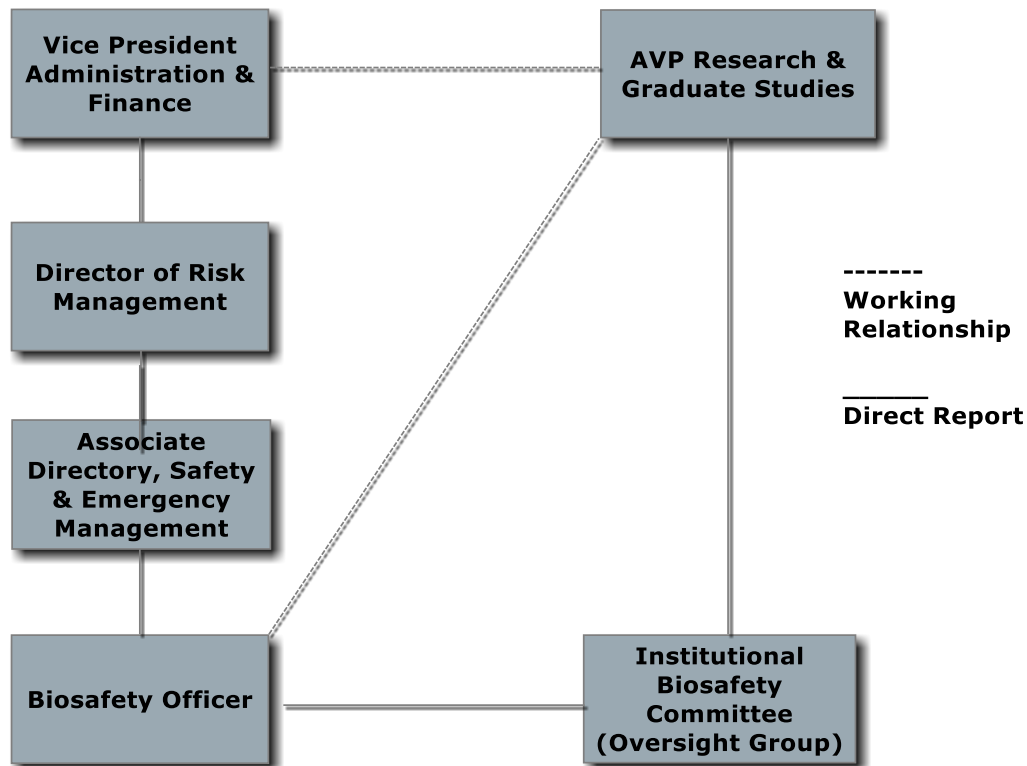 Vice President
Administration &
Finance
AVP Research &
Graduate Studies
Director of Risk
Management
-------
Working
Relationship
_____
Direct Report
Associate
Directory, Safety
& Emergency
Management
Biosafety Officer
Institutional
Biosafety
Committee
(Oversight Group)